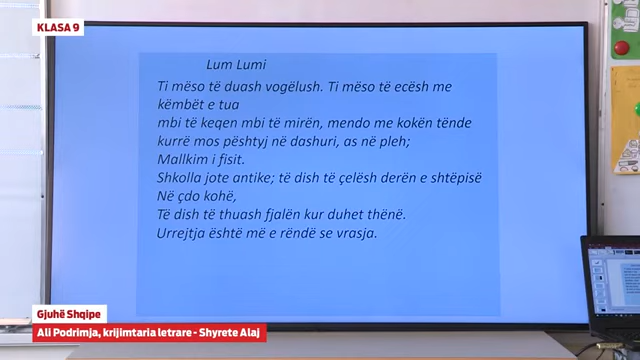 KLASA 9
Lum Lumi
Ti mëso të duash vogëlush. Ti mëso të ecësh me
këmbët e tua
mbi të keqen mbi të mirën, mendo me kokën tënde
kurrë mos pështyj në dashuri, as në pleh;
Mallkim i fisit.
Shkolla jote antike; të dish të çelësh derën e shtëpisë
Në çdo kohë,
Të dish të thuash fjalën kur duhet thënë.
Urrejtja është më e rëndë se vrasja.
Gjuhë Shqipe
Ali Podrimja, krijimtaria letrare - Shyrete Alaj